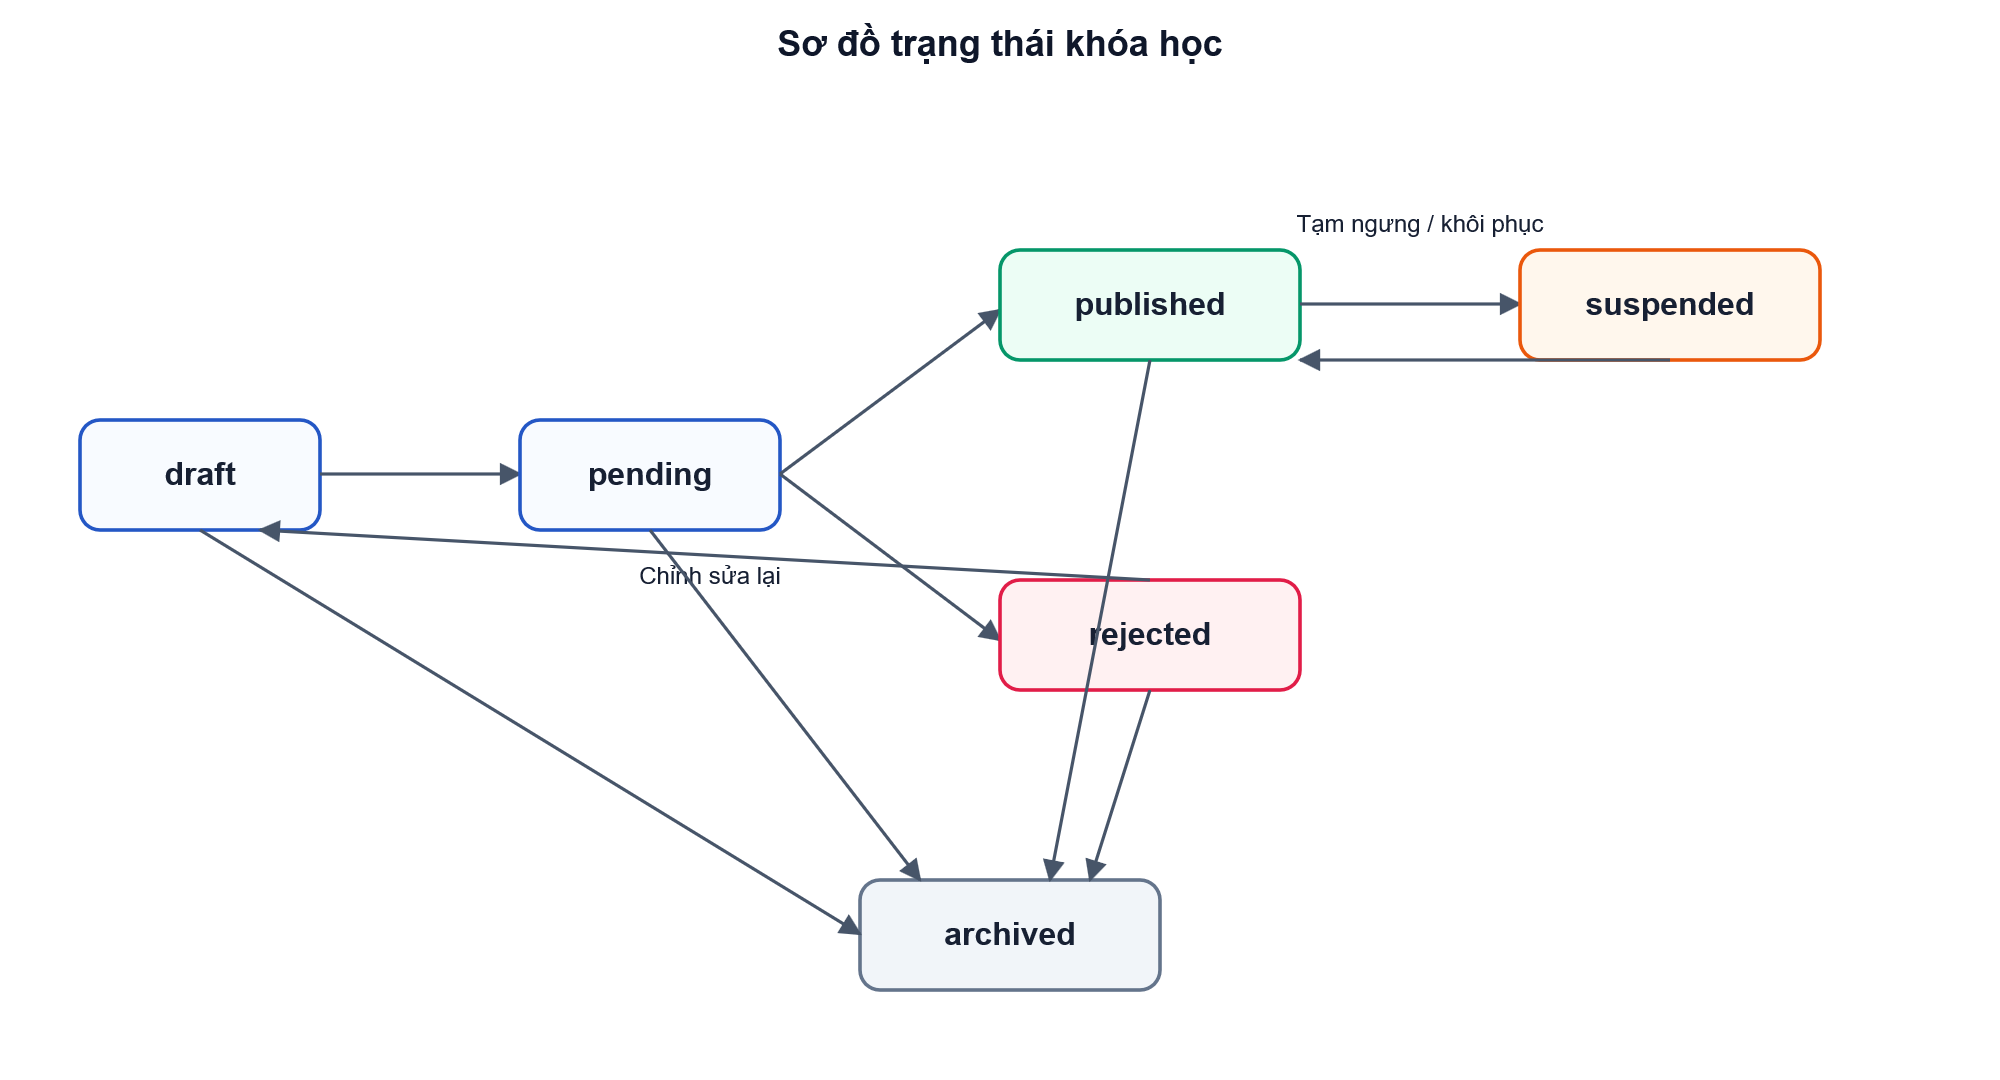 Sơ đồ trạng thái khóa học
Tạm ngưng / khôi phục
published
suspended
draft
pending
Chỉnh sửa lại
rejected
archived